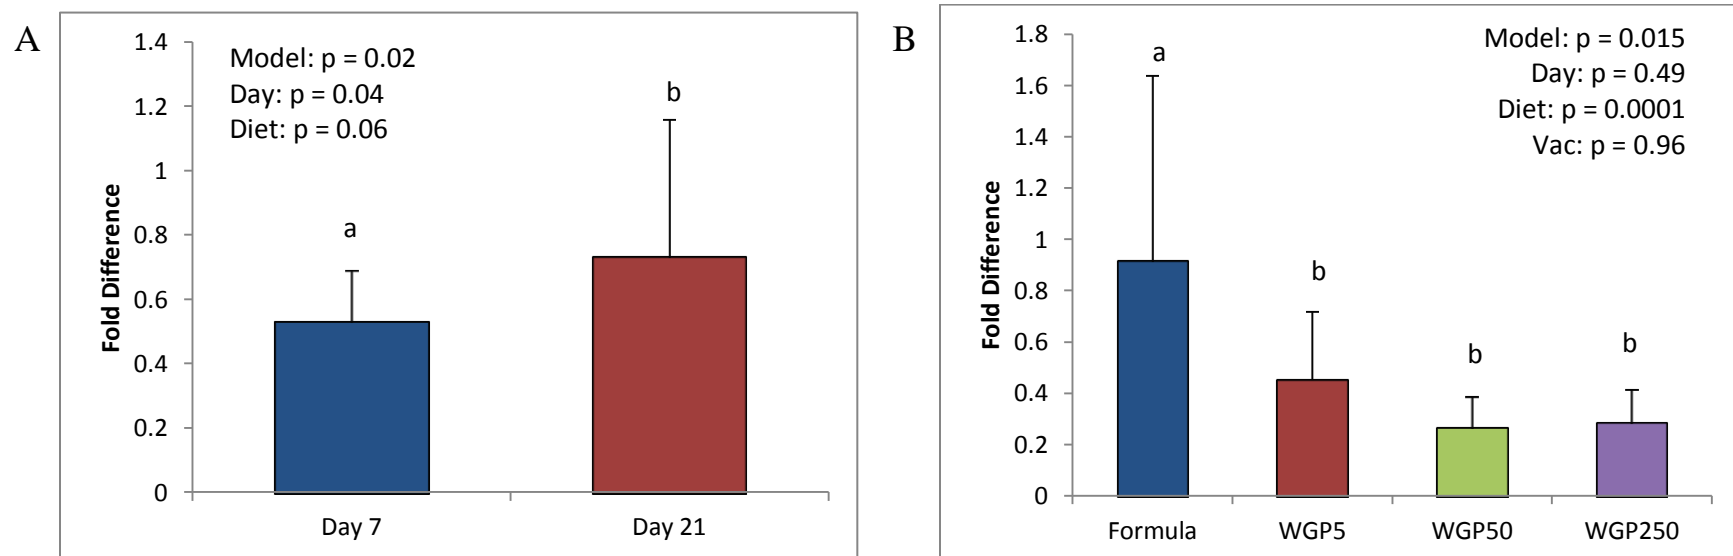 A
Model: p = 0.02
Day: p = 0.04
Diet: p = 0.06
Fold Difference
1.4
1.2
1
0.8
0.6
0.4
0.2
0
a
b
Day 7
Day 21
B
Model: p = 0.015
Day: p = 0.49
Diet: p = 0.0001
Vac: p = 0.96
Fold Difference
1.8
1.6
1.4
1.2
1
0.8
0.6
0.4
0.2
0
a
b
b
b
Formula
WGP5
WGP50
WGP250